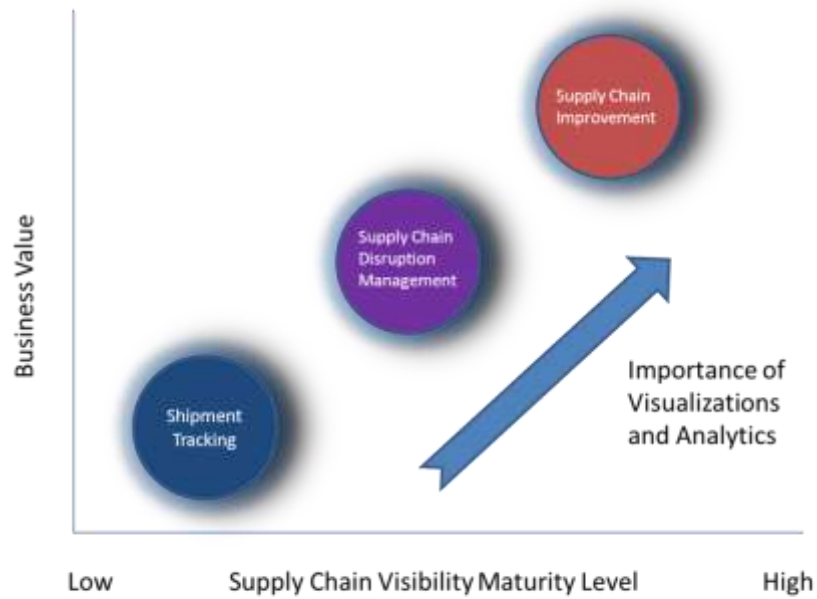 Supply Chain
Improvement
Supply Chain
Disruption
Management
Shipment
Tracking
Business Value
Importance of
Visualizations
and Analytics
Low
Supply Chain Visibility Maturity Level
High